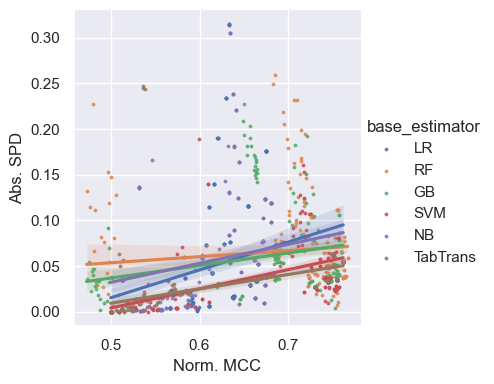 0.30
0.25
0.20
0.15
0.10
0.05
0.00
Abs. SPD
0.5
0.6
0.7
Norm. MCC
base_estimator
LR
RF
GB
SVM
NB
TabTrans